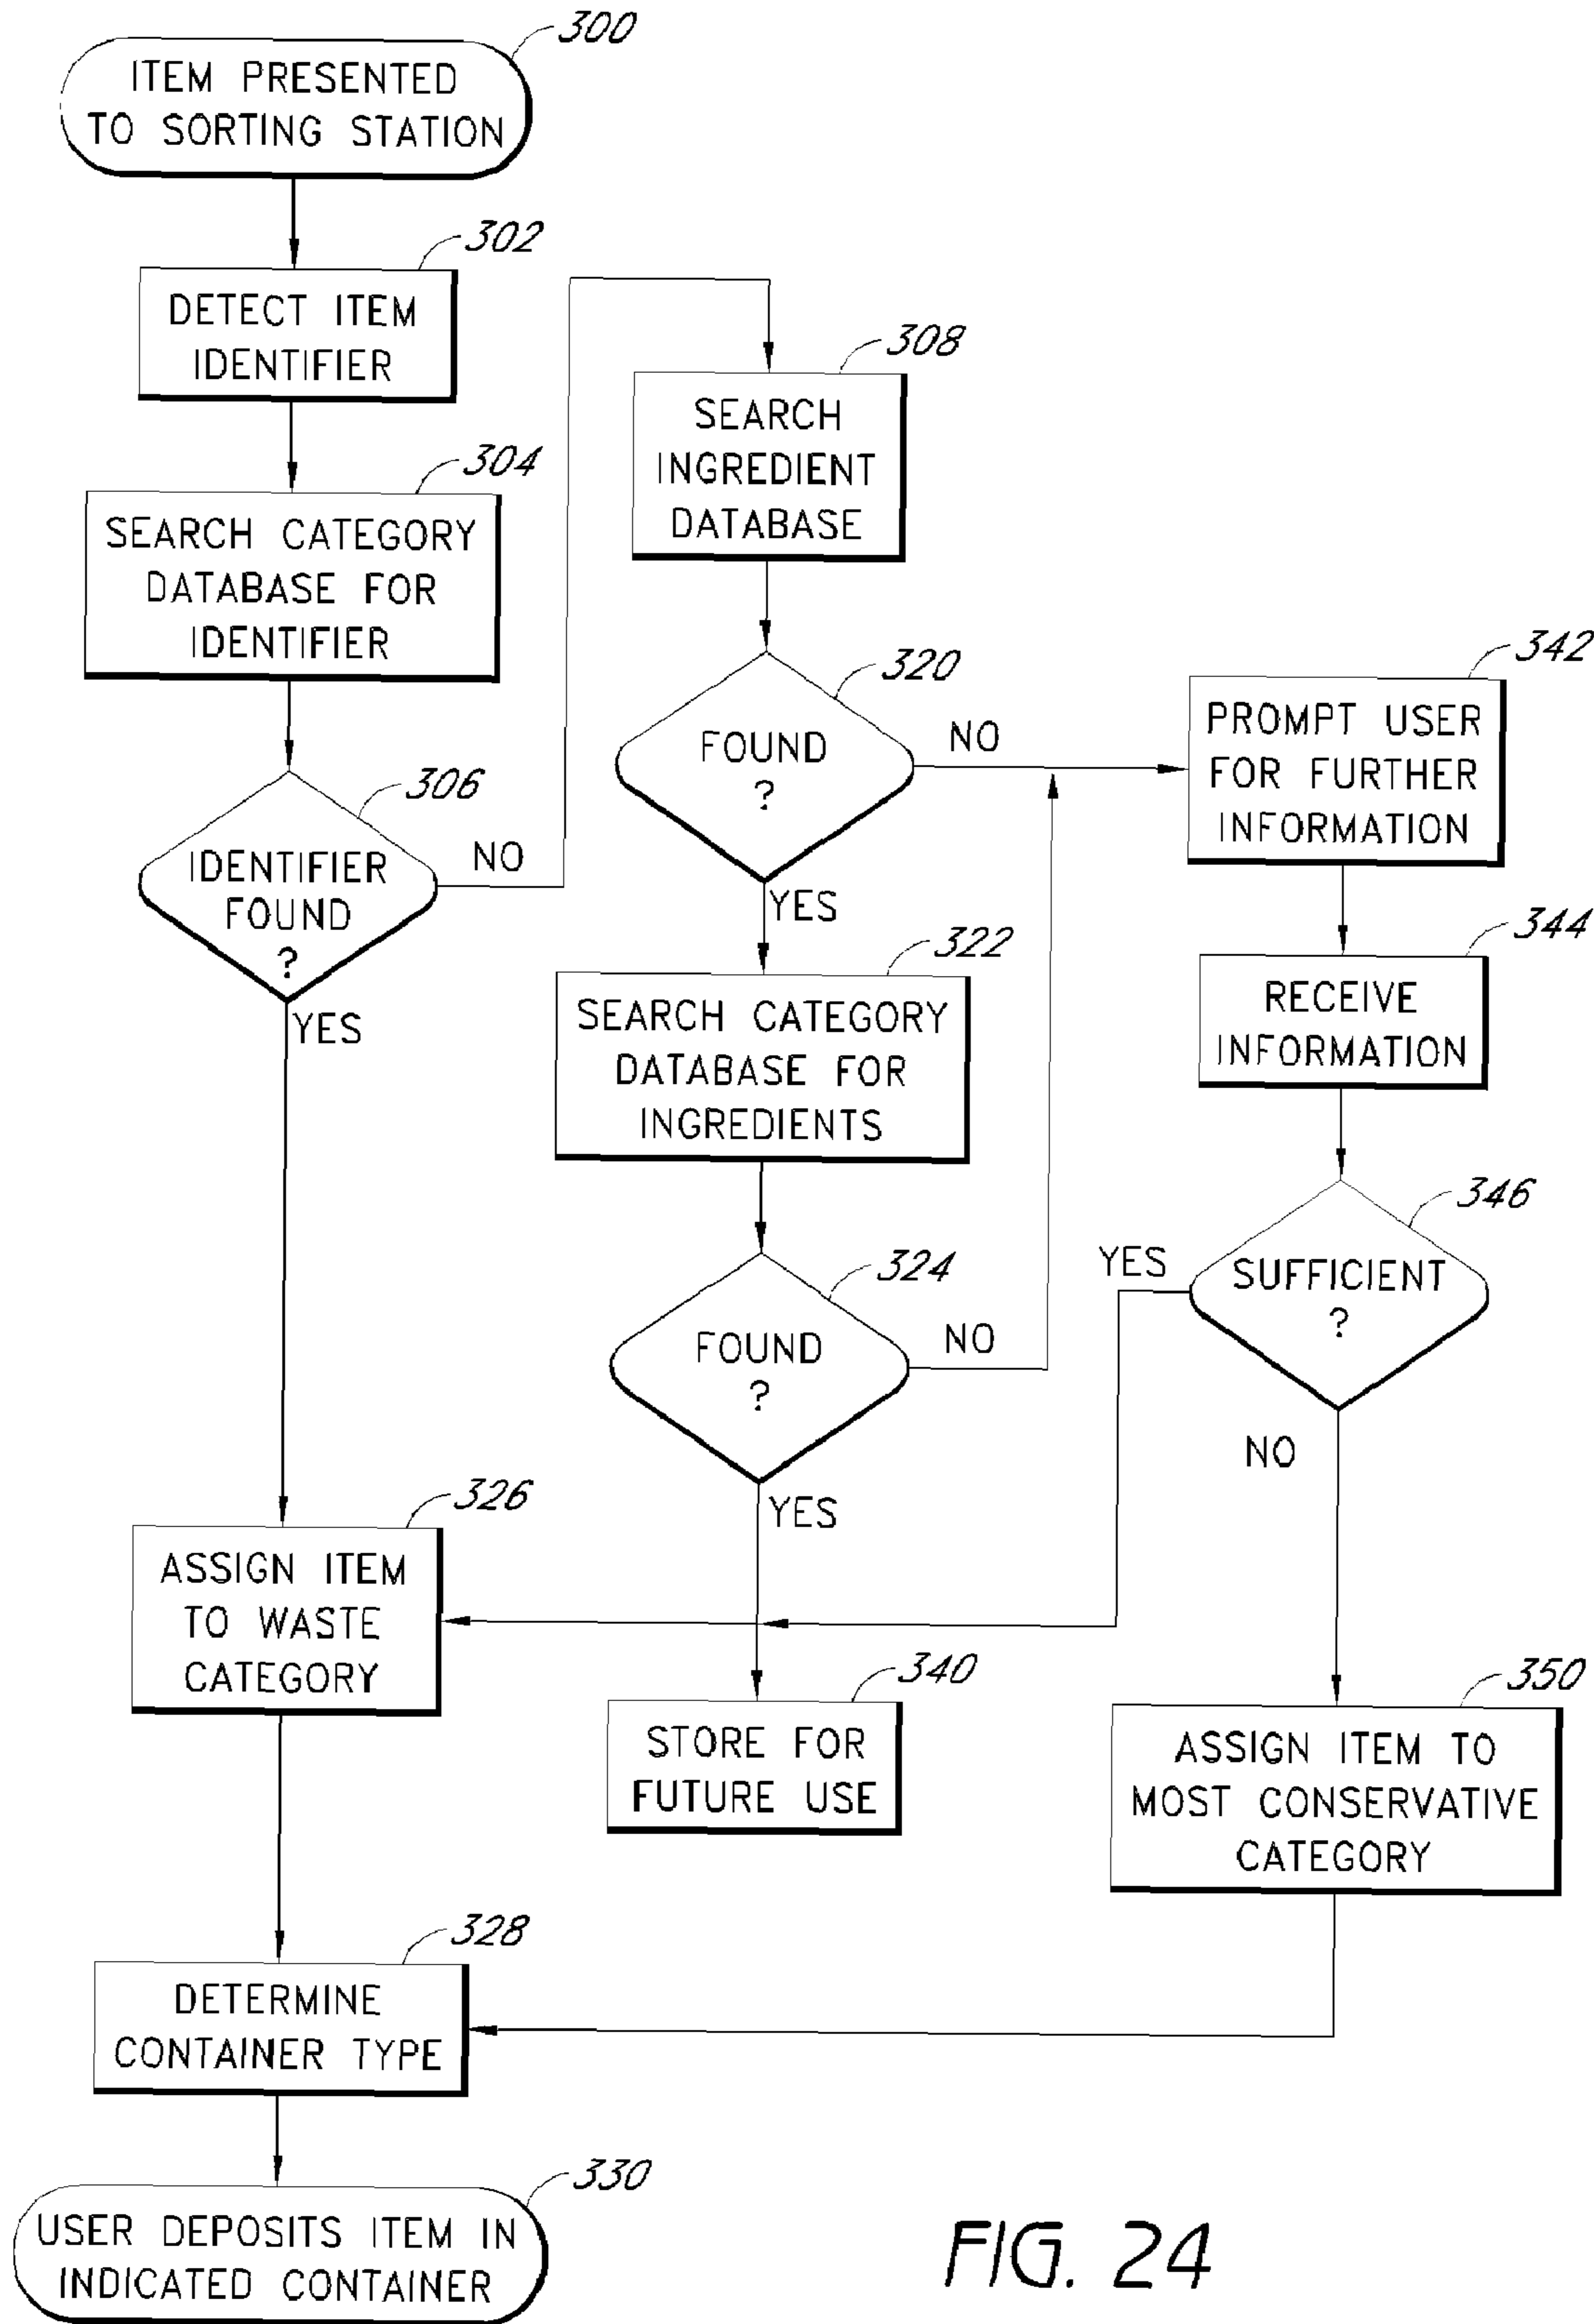 300
ITEM PRESENTED
TO SORTING STATION
302
DETECT ITEM
IDENTIFIER
304
SEARCH CATEGORY
DATABASE FOR
IDENTIFIER
306
IDENTIFIER
FOUND
?
NO
YES
308
SEARCH
INGREDIENT
DATABASE
320
FOUND
?
NO
YES
322
SEARCH CATEGORY
DATABASE FOR
INGREDIENTS
324
FOUND
?
NO
YES
342
PROMPT USER
FOR FURTHER
INFORMATION
344
RECEIVE
INFORMATION
346
SUFFICIENT
?
YES
NO
326
ASSIGN ITEM
TO WASTE
CATEGORY
340
STORE FOR
FUTURE USE
350
ASSIGN ITEM TO
MOST CONSERVATIVE
CATEGORY
328
DETERMINE
CONTAINER TYPE
330
USER DEPOSITS ITEM IN
INDICATED CONTAINER
FIG. 24